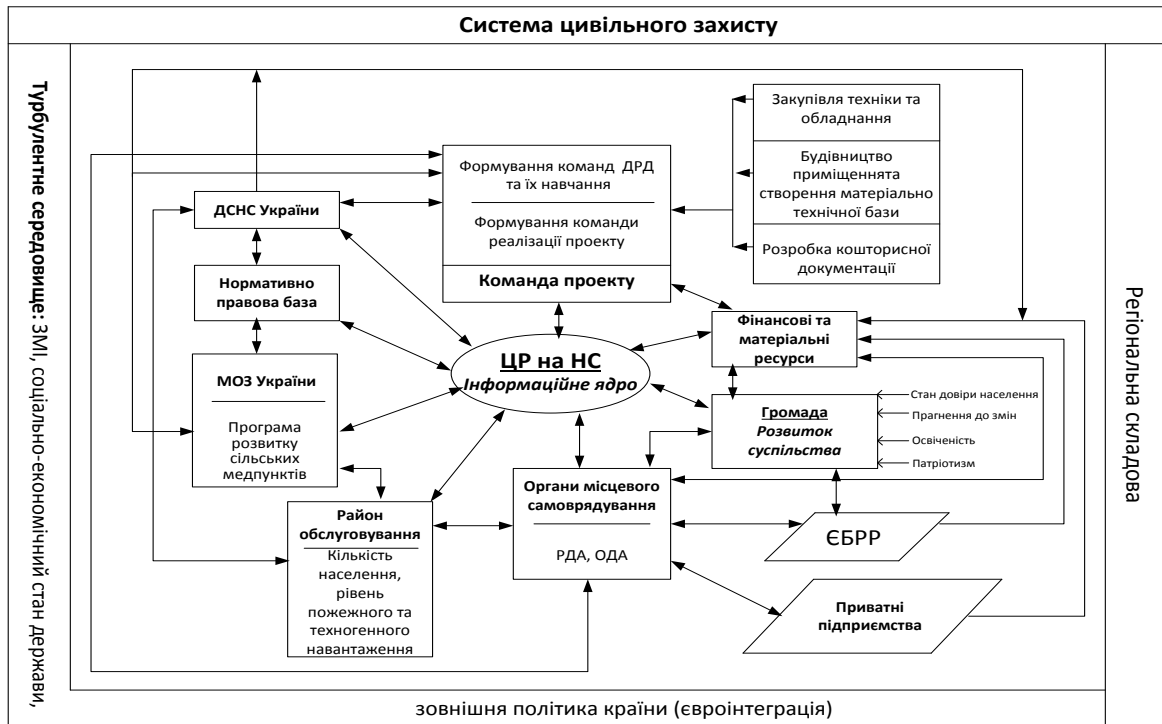 Система цивільного захисту
Турбулентне середовище: ЗМІ, соціально-економічний стан держави,
Закупівля техніки та
обладнання
Будівництво
приміщеннята
створення матеріально
технічної бази
Розробка кошторисної
документації
Формування команд ДРД
та їх навчання
Формування команди
реалізації проекту
Команда проекту
ДСНС України
Нормативно
правова база
МОЗ України
Програма
розвитку
сільських
медпунктів
ЦР на НС
Інформаційне ядро
Фінансові та
матеріальні
ресурси
Громада
Розвиток
суспільства
Стан довіри населення
Прагнення до змін
Освіченість
Патріотизм
Район
обслуговування
Кількість
населення,
рівень
пожежного та
техногенного
навантаження
Органи місцевого
самоврядування
РДА, ОДА
ЄБРР
Приватні
підприємства
Регіональна складова
зовнішня політика країни (євроінтеграція)